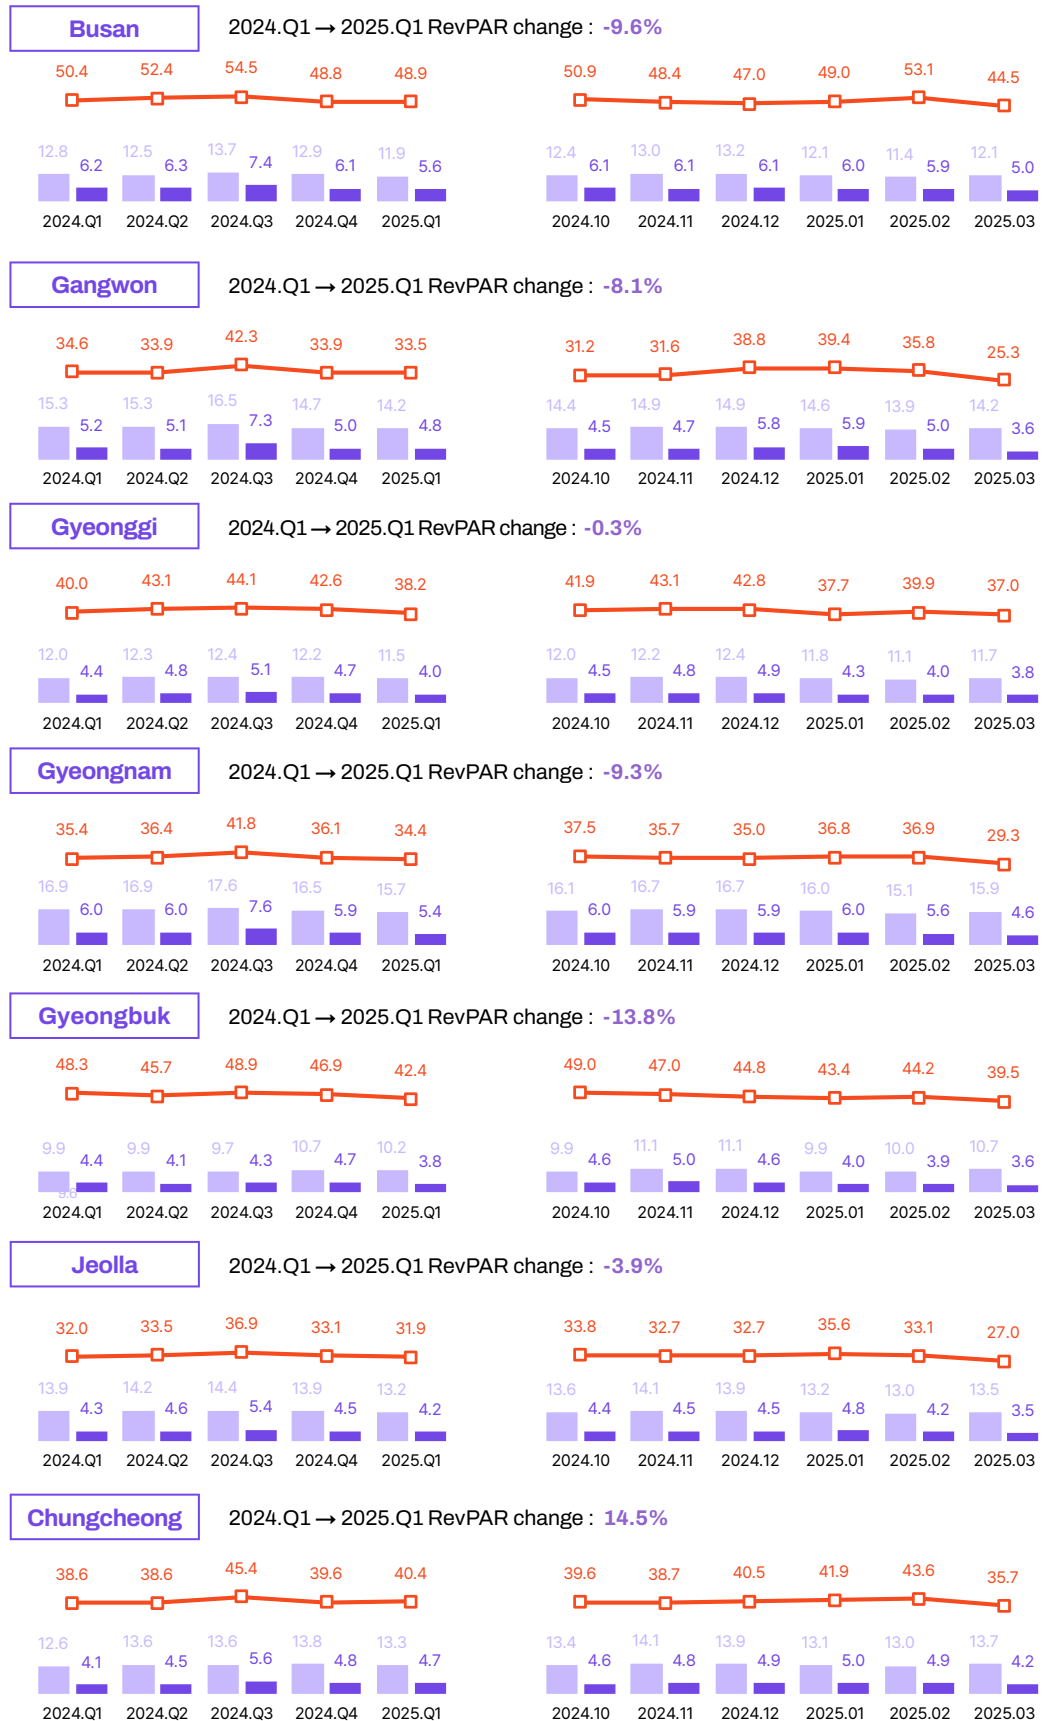 Busan
2024.Q1 → 2025.Q1 RevPAR change : -9.6%
50.4 52.4 54.5 48.8 48.9 50.9 48.4 47.0 49.0 53.1 44.5
12.8 6.2 12.5 6.3 13.7 7.4 12.9 6.1 11.9 5.6 12.4 6.1 13.0 6.1 13.2 6.1 12.1 6.0 11.4 5.9 12.1 5.0
2024.Q1 2024.Q2 2024.Q3 2024.Q4 2025.Q1 2024.10 2024.11 2024.12 2025.01 2025.02 2025.03
Gangwon
2024.Q1 → 2025.Q1 RevPAR change : -8.1%
34.6 33.9 42.3 33.9 33.5 31.2 31.6 38.8 39.4 35.8 25.3
15.3 5.2 15.3 5.1 16.5 7.3 14.7 5.0 14.2 4.8 14.4 4.5 14.9 4.7 14.9 5.8 14.6 5.9 13.9 5.0 14.2 3.6
2024.Q1 2024.Q2 2024.Q3 2024.Q4 2025.Q1 2024.10 2024.11 2024.12 2025.01 2025.02 2025.03
Gyeonggi
2024.Q1 → 2025.Q1 RevPAR change : -0.3%
40.0 43.1 44.1 42.6 38.2 41.9 43.1 42.8 37.7 39.9 37.0
12.0 4.4 12.3 4.8 12.4 5.1 12.2 4.7 11.5 4.0 12.0 4.5 12.2 4.8 12.4 4.9 11.8 4.3 11.1 4.0 11.7 3.8
2024.Q1 2024.Q2 2024.Q3 2024.Q4 2025.Q1 2024.10 2024.11 2024.12 2025.01 2025.02 2025.03
Gyeongnam
2024.Q1 → 2025.Q1 RevPAR change : -9.3%
35.4 36.4 41.8 36.1 34.4 37.5 35.7 35.0 36.8 36.9 29.3
16.9 6.0 16.9 6.0 17.6 7.6 16.5 5.9 15.7 5.4 16.1 6.0 16.7 5.9 16.7 5.9 16.0 6.0 15.1 5.6 15.9 4.6
2024.Q1 2024.Q2 2024.Q3 2024.Q4 2025.Q1 2024.10 2024.11 2024.12 2025.01 2025.02 2025.03
Gyeongbuk
2024.Q1 → 2025.Q1 RevPAR change : -13.8%
48.3 45.7 48.9 46.9 42.4 49.0 47.0 44.8 43.4 44.2 39.5
9.9 4.4 9.9 4.1 9.7 4.3 10.7 4.7 10.2 3.8 9.9 4.6 11.1 5.0 11.1 4.6 9.9 4.0 10.0 3.9 10.7 3.6
9.6
2024.Q1 2024.Q2 2024.Q3 2024.Q4 2025.Q1 2024.10 2024.11 2024.12 2025.01 2025.02 2025.03
Jeolla
2024.Q1 → 2025.Q1 RevPAR change : -3.9%
32.0 33.5 36.9 33.1 31.9 33.8 32.7 32.7 35.6 33.1 27.0
13.9 4.3 14.2 4.6 14.4 5.4 13.9 4.5 13.2 4.2 13.6 4.4 14.1 4.5 13.9 4.5 13.2 4.8 13.0 4.2 13.5 3.5
2024.Q1 2024.Q2 2024.Q3 2024.Q4 2025.Q1 2024.10 2024.11 2024.12 2025.01 2025.02 2025.03
Chungcheong
2024.Q1 → 2025.Q1 RevPAR change : 14.5%
38.6 38.6 45.4 39.6 40.4 39.6 38.7 40.5 41.9 43.6 35.7
12.6 4.1 13.6 4.5 13.6 5.6 13.8 4.8 13.3 4.7 13.4 4.6 14.1 4.8 13.9 4.9 13.1 5.0 13.0 4.9 13.7 4.2
2024.Q1 2024.Q2 2024.Q3 2024.Q4 2025.Q1 2024.10 2024.11 2024.12 2025.01 2025.02 2025.03